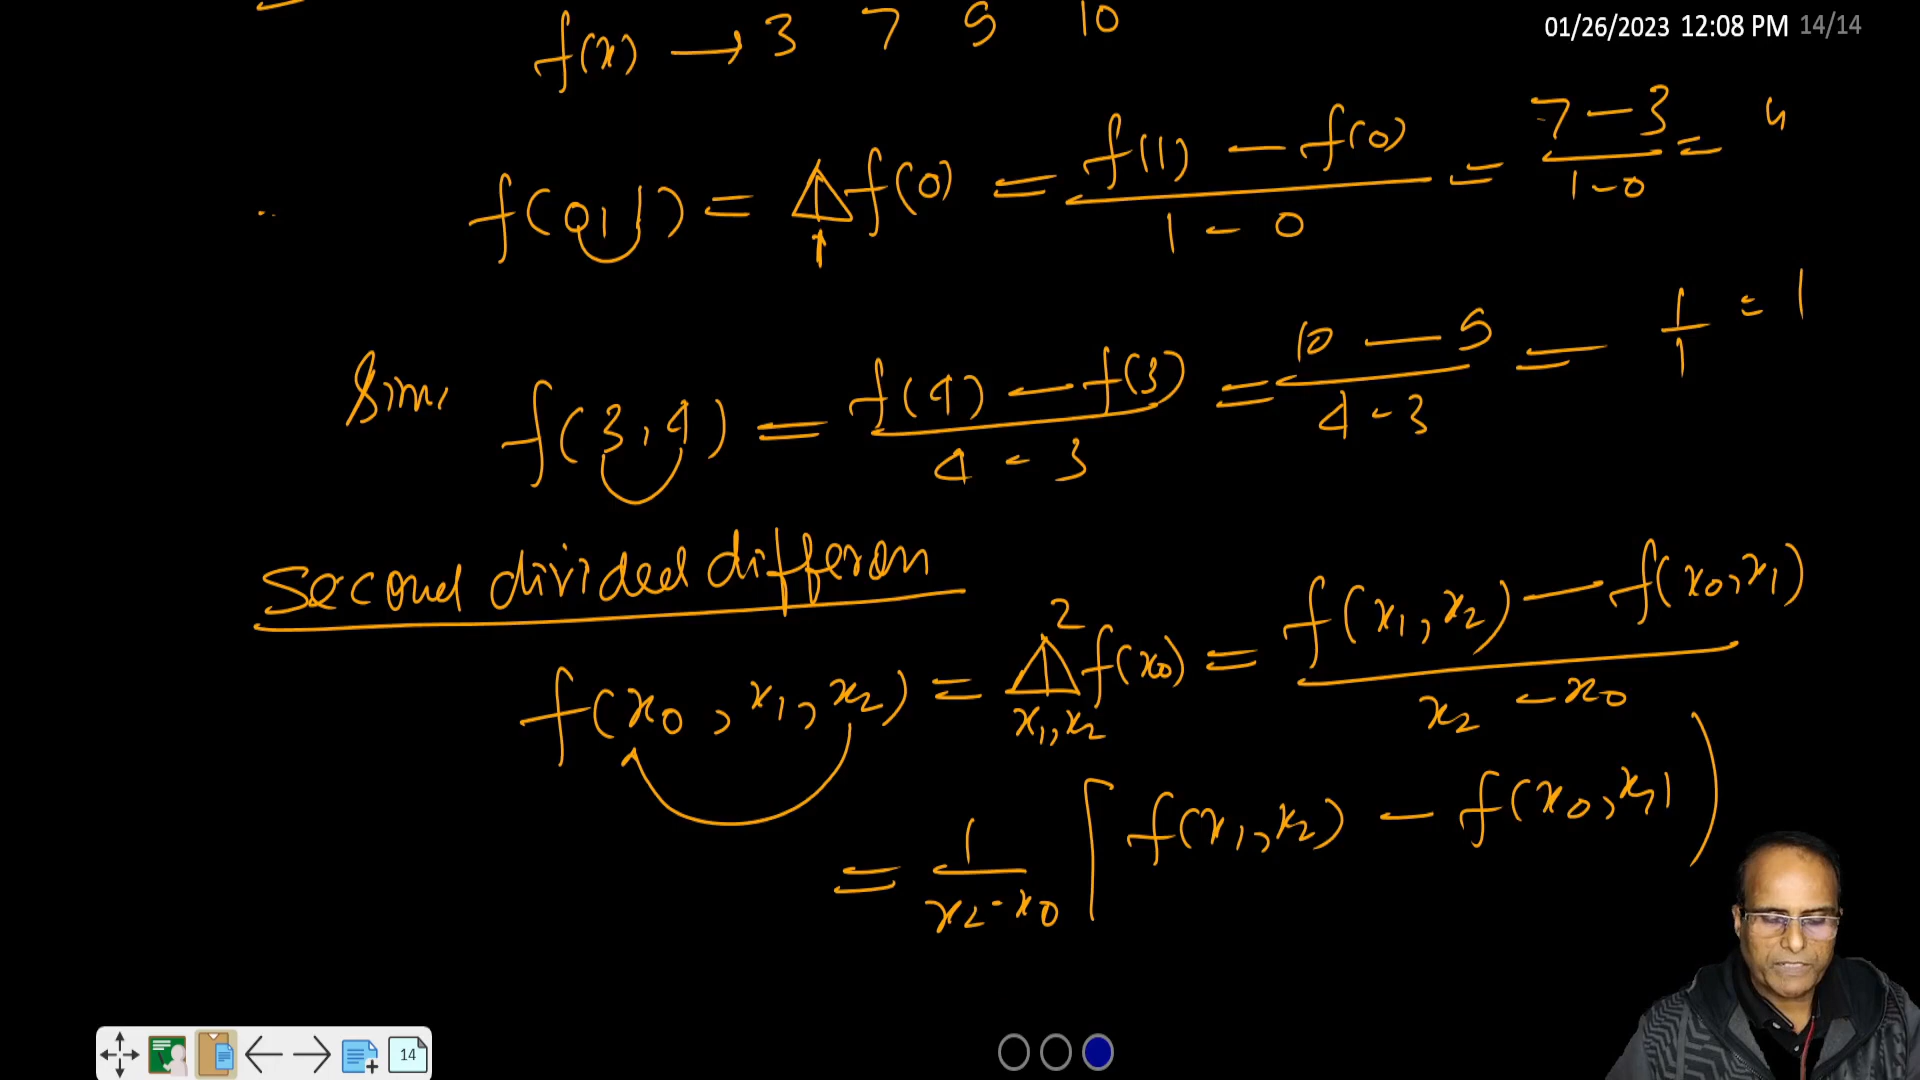 01/26/2023 12:08 PM 14/14
f(x) → 3 7 9 10
f(0,1) = ⍋f(0) = f(1) - f(0) / 1 - 0 = 7 - 3 / 1 - 0 = 4
1
f(3,4) = f(4) - f(3) / 4 - 3 = 10 - 9 / 4 - 3 = 1/1 = 1
Second divided differen
f(x₀, x₁, x₂) = ⍋² f(x₀) = f(x₁, x₂) - f(x₀, x₁) / x₂ - x₀
x₁, x₂
= 1 / x₂ - x₀ [ f(x₁, x₂) - f(x₀, x₁) )
14